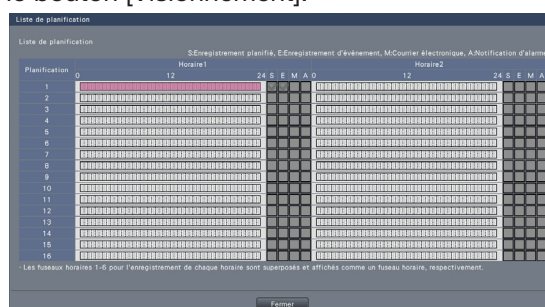 le bouton [Visionnement].
Liste de planification
Liste de planification
S:Enregistrement planifié, E:Enregistrement d'évènement, M:Courrier électronique, A:Notification d'alarme
Planification Horaire1 Horaire2
0 12 24 S E M A 0 12 24 S E M A
1
2
3
4
5
6
7
8
9
10
11
12
13
14
15
16
- Les fuseaux horaires 1-6 pour l'enregistrement de chaque horaire sont superposés et affichés comme un fuseau horaire, respectivement.
Fermer